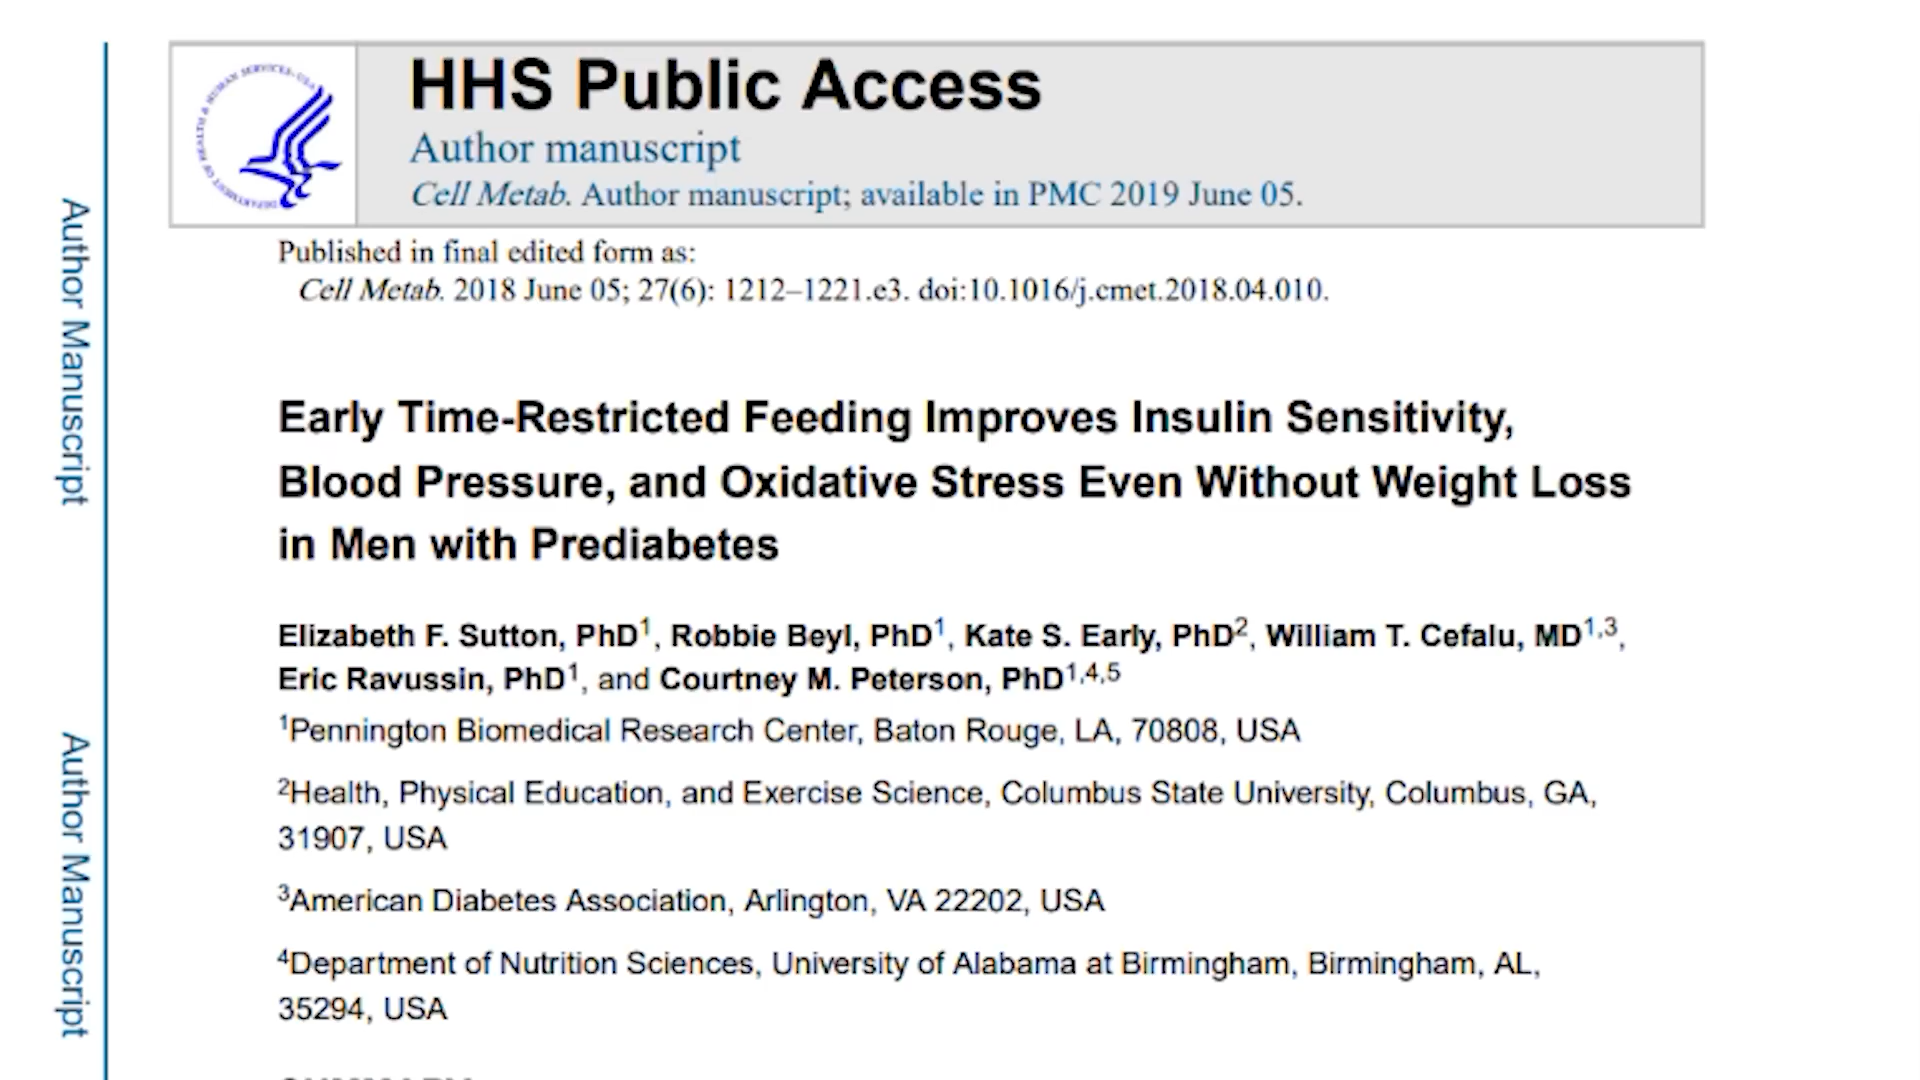 HHS Public Access
Author manuscript
Cell Metab. Author manuscript; available in PMC 2019 June 05.
DEPARTMENT OF HEALTH & HUMAN SERVICES-USA
Published in final edited form as:
Cell Metab. 2018 June 05; 27(6): 1212–1221.e3. doi:10.1016/j.cmet.2018.04.010.
Author Manuscript
Early Time-Restricted Feeding Improves Insulin Sensitivity,
Blood Pressure, and Oxidative Stress Even Without Weight Loss
in Men with Prediabetes
Elizabeth F. Sutton, PhD1, Robbie Beyl, PhD1, Kate S. Early, PhD2, William T. Cefalu, MD1,3,
Eric Ravussin, PhD1, and Courtney M. Peterson, PhD1,4,5
1Pennington Biomedical Research Center, Baton Rouge, LA, 70808, USA
2Health, Physical Education, and Exercise Science, Columbus State University, Columbus, GA,
31907, USA
3American Diabetes Association, Arlington, VA 22202, USA
4Department of Nutrition Sciences, University of Alabama at Birmingham, Birmingham, AL,
35294, USA
Author Manuscript